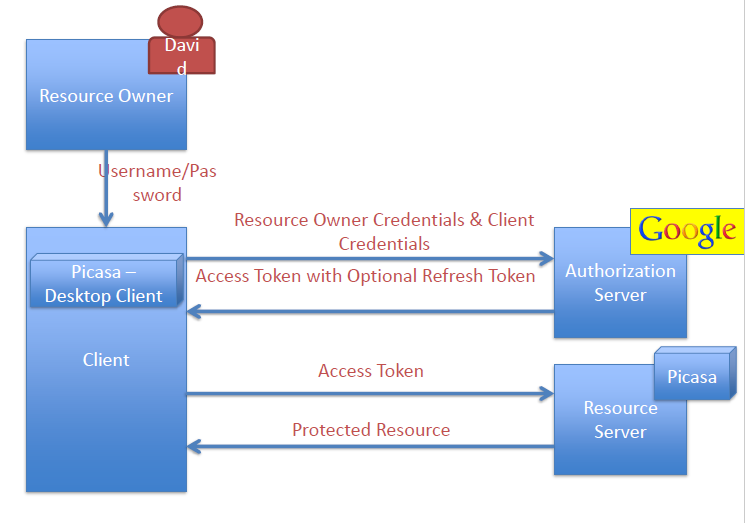 Davi
d
Resource Owner
Username/Pas
sword
Resource Owner Credentials & Client
Credentials
Google
Picasa –
Desktop Client
Access Token with Optional Refresh Token
Authorization
Server
Client
Access Token
Picasa
Resource
Server
Protected Resource